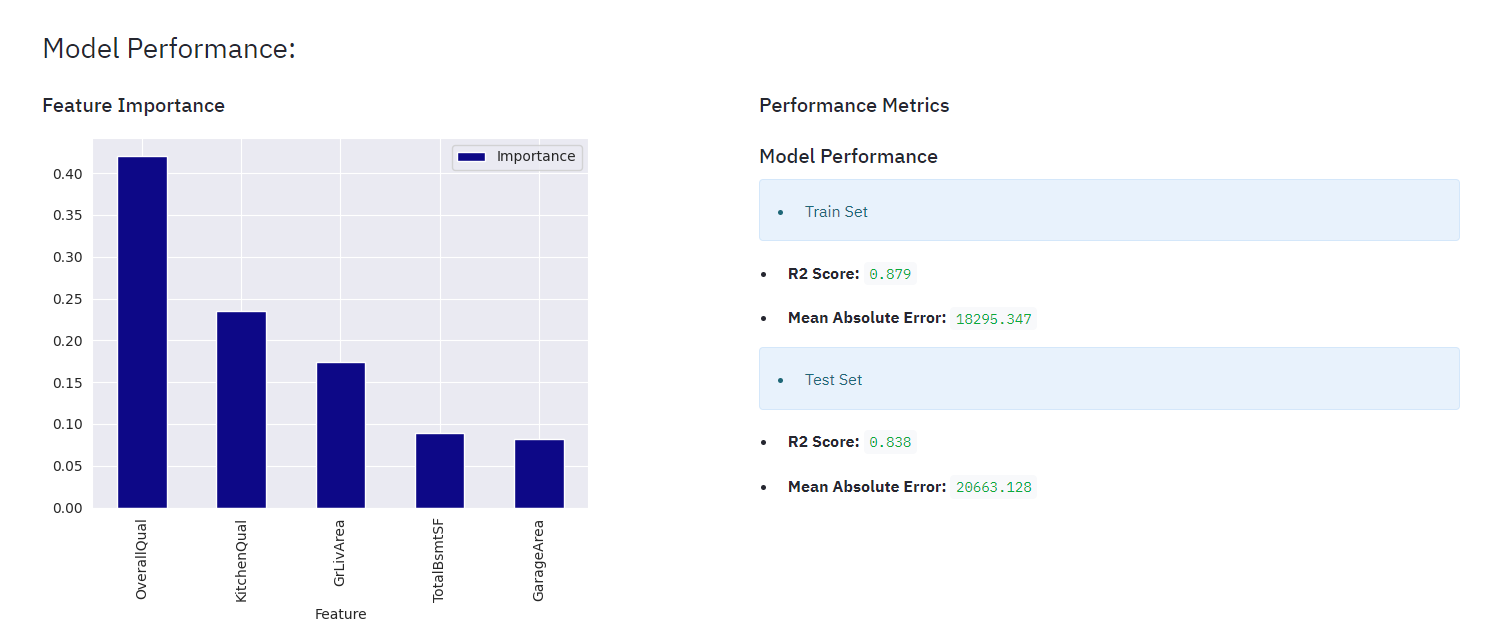 Model Performance:
Feature Importance
Importance
0.40
0.35
0.30
0.25
0.20
0.15
0.10
0.05
0.00
OverallQual
KitchenQual
GrLivArea
TotalBsmtSF
GarageArea
Feature
Performance Metrics
Model Performance
• Train Set
• R2 Score: 0.879
• Mean Absolute Error: 18295.347
• Test Set
• R2 Score: 0.838
• Mean Absolute Error: 20663.128